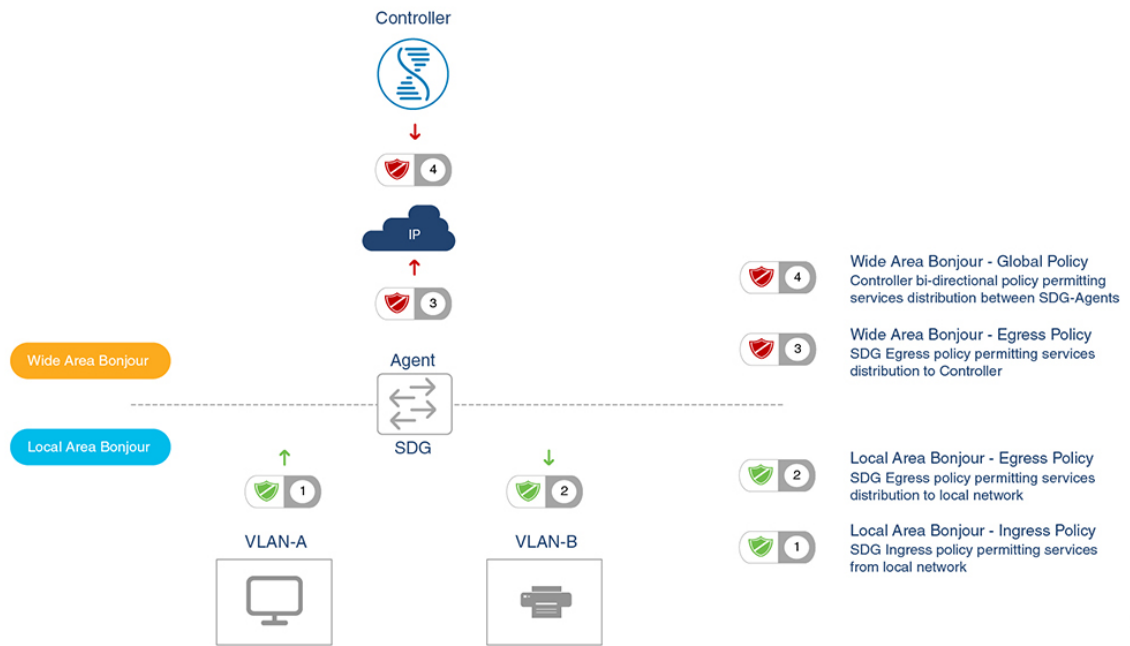 Controller
4
IP
3
Wide Area Bonjour
Agent
SDG
Local Area Bonjour
1
2
VLAN-A
VLAN-B
4
Wide Area Bonjour - Global Policy
Controller bi-directional policy permitting
services distribution between SDG-Agents
3
Wide Area Bonjour - Egress Policy
SDG Egress policy permitting services
distribution to Controller
2
Local Area Bonjour - Egress Policy
SDG Egress policy permitting services
distribution to local network
1
Local Area Bonjour - Ingress Policy
SDG Ingress policy permitting services
from local network